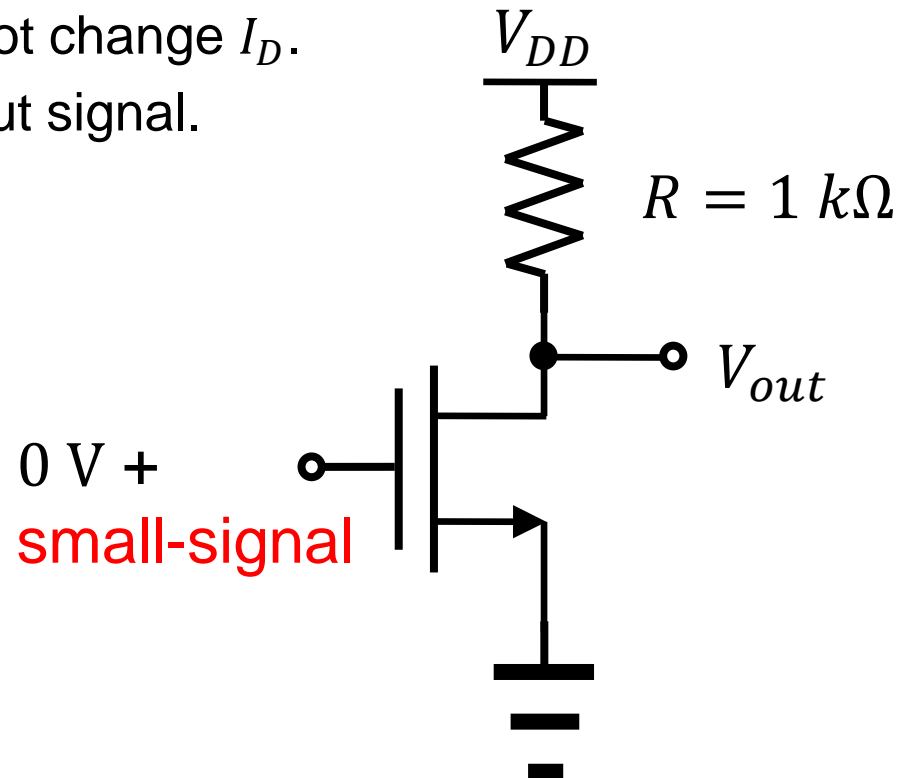 ot change I_D.
ut signal.
V_DD
R = 1 kΩ
V_out
0 V +
small-signal